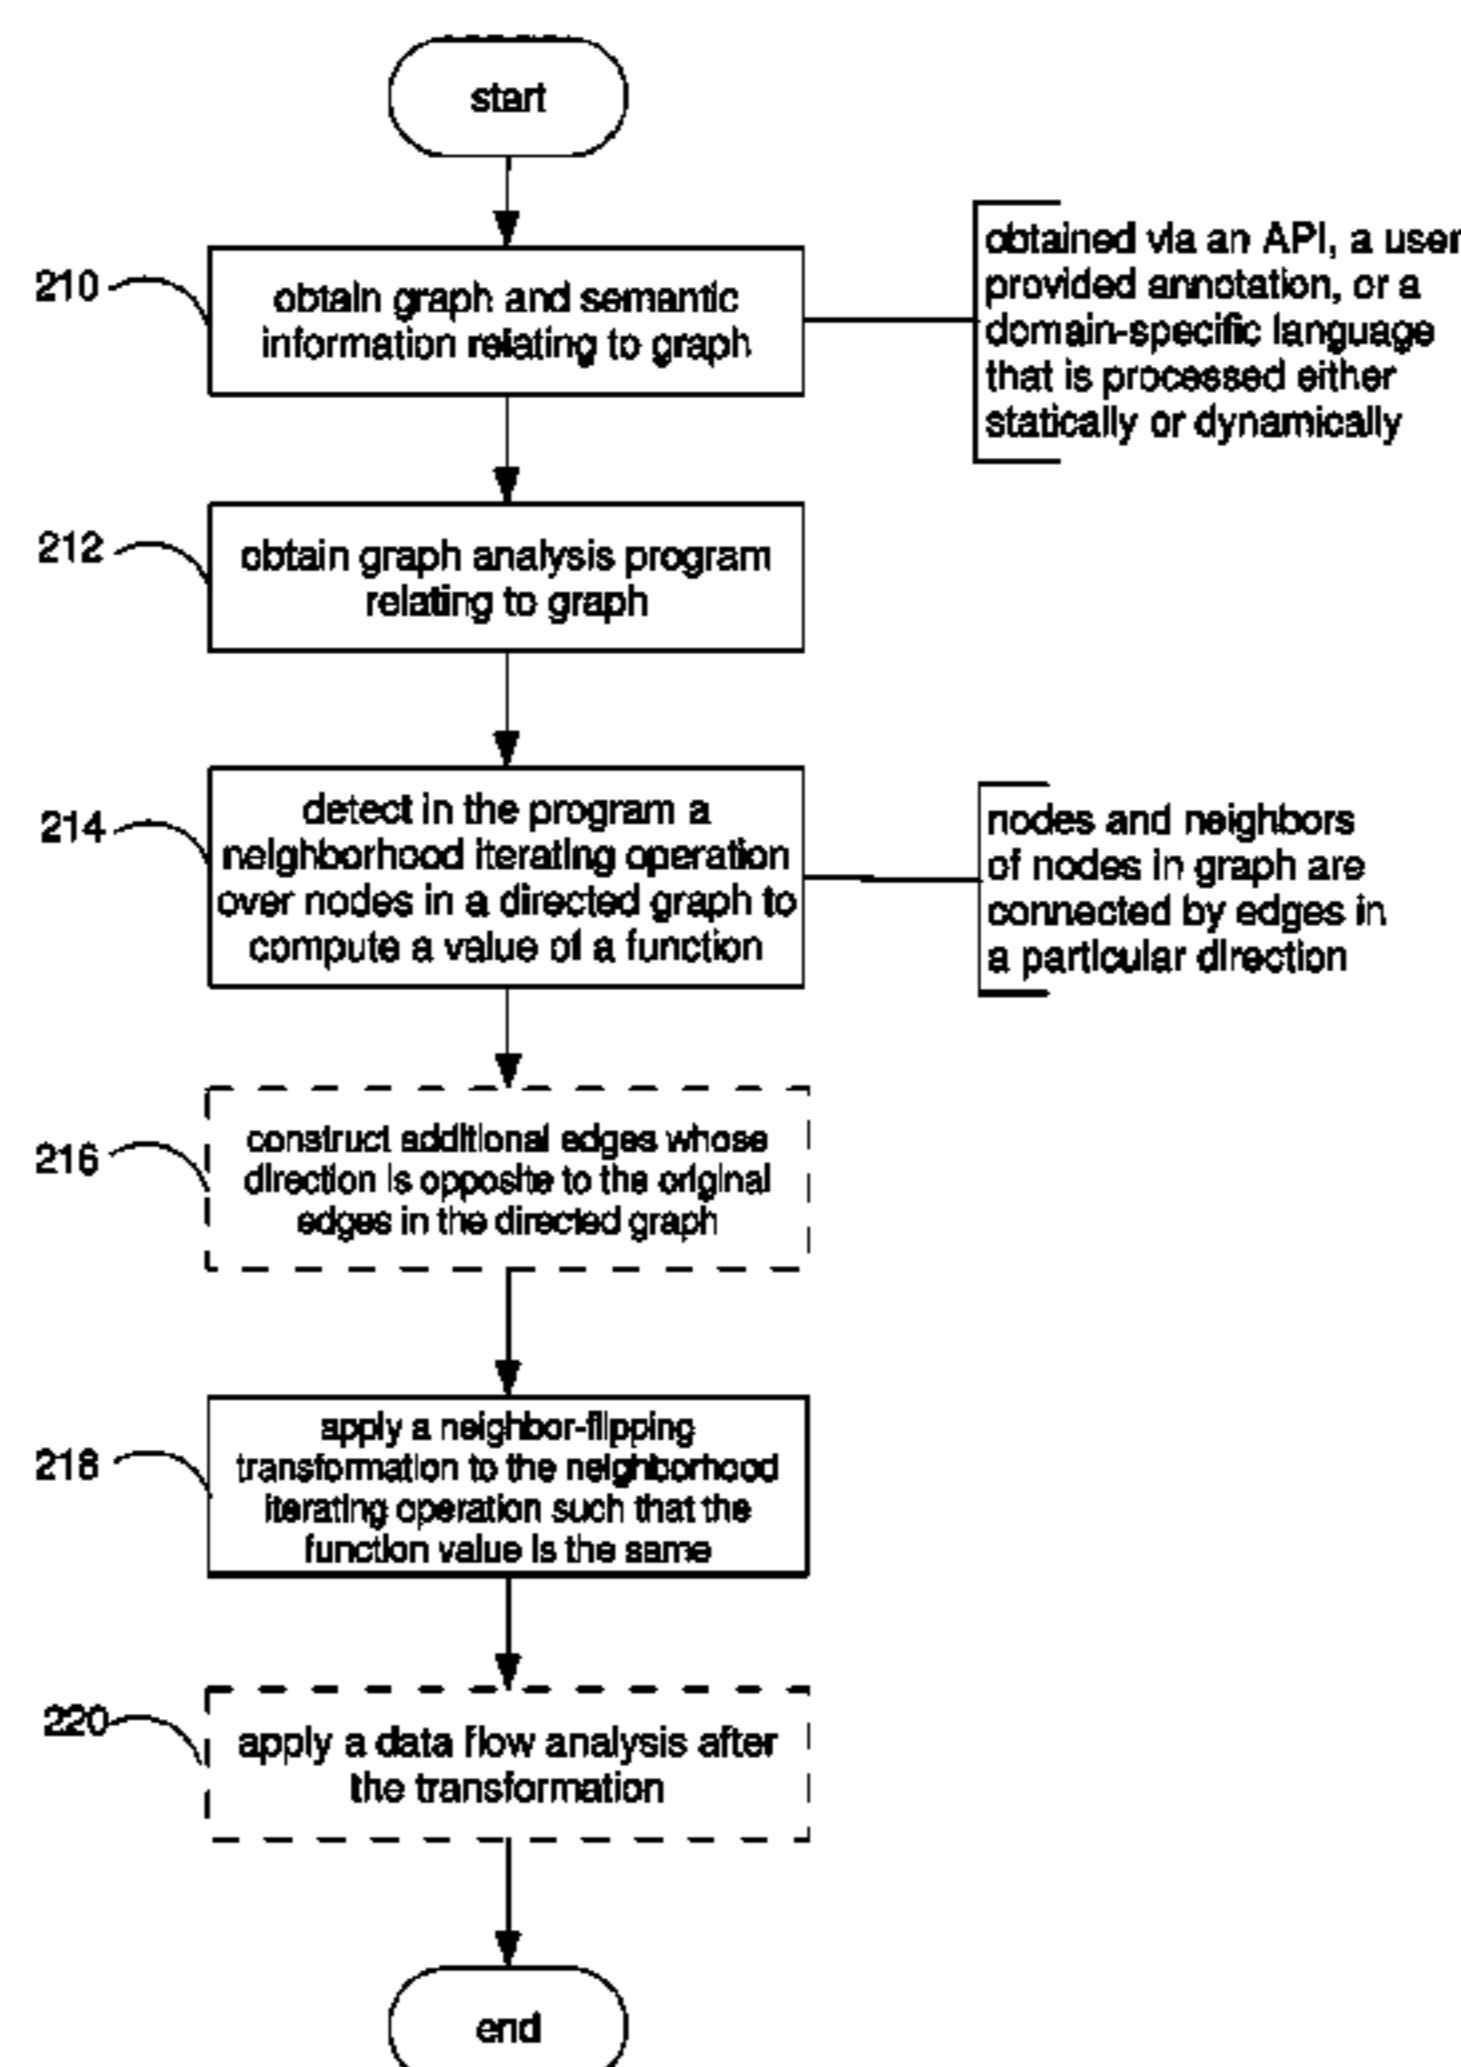 start
210
obtain graph and semantic
information relating to graph
obtained via an API, a user
provided annotation, or a
domain-specific language
that is processed either
statically or dynamically
212
obtain graph analysis program
relating to graph
214
detect in the program a
neighborhood iterating operation
over nodes in a directed graph to
compute a value of a function
nodes and neighbors
of nodes in graph are
connected by edges in
a particular direction
216
construct additional edges whose
direction is opposite to the original
edges in the directed graph
218
apply a neighbor-flipping
transformation to the neighborhood
iterating operation such that the
function value is the same
220
apply a data flow analysis after
the transformation
end